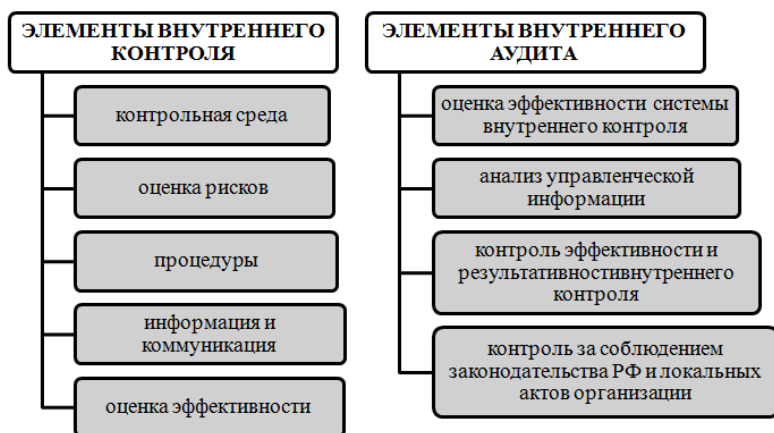 ЭЛЕМЕНТЫ ВНУТРЕННЕГО
КОНТРОЛЯ
контрольная среда
оценка рисков
процедуры
информация и
коммуникация
оценка эффективности
ЭЛЕМЕНТЫ ВНУТРЕННЕГО
АУДИТА
оценка эффективности системы
внутреннего контроля
анализ управленческой
информации
контроль эффективности и
результативностивнутреннего
контроля
контроль за соблюдением
законодательства РФ и локальных
актов организации